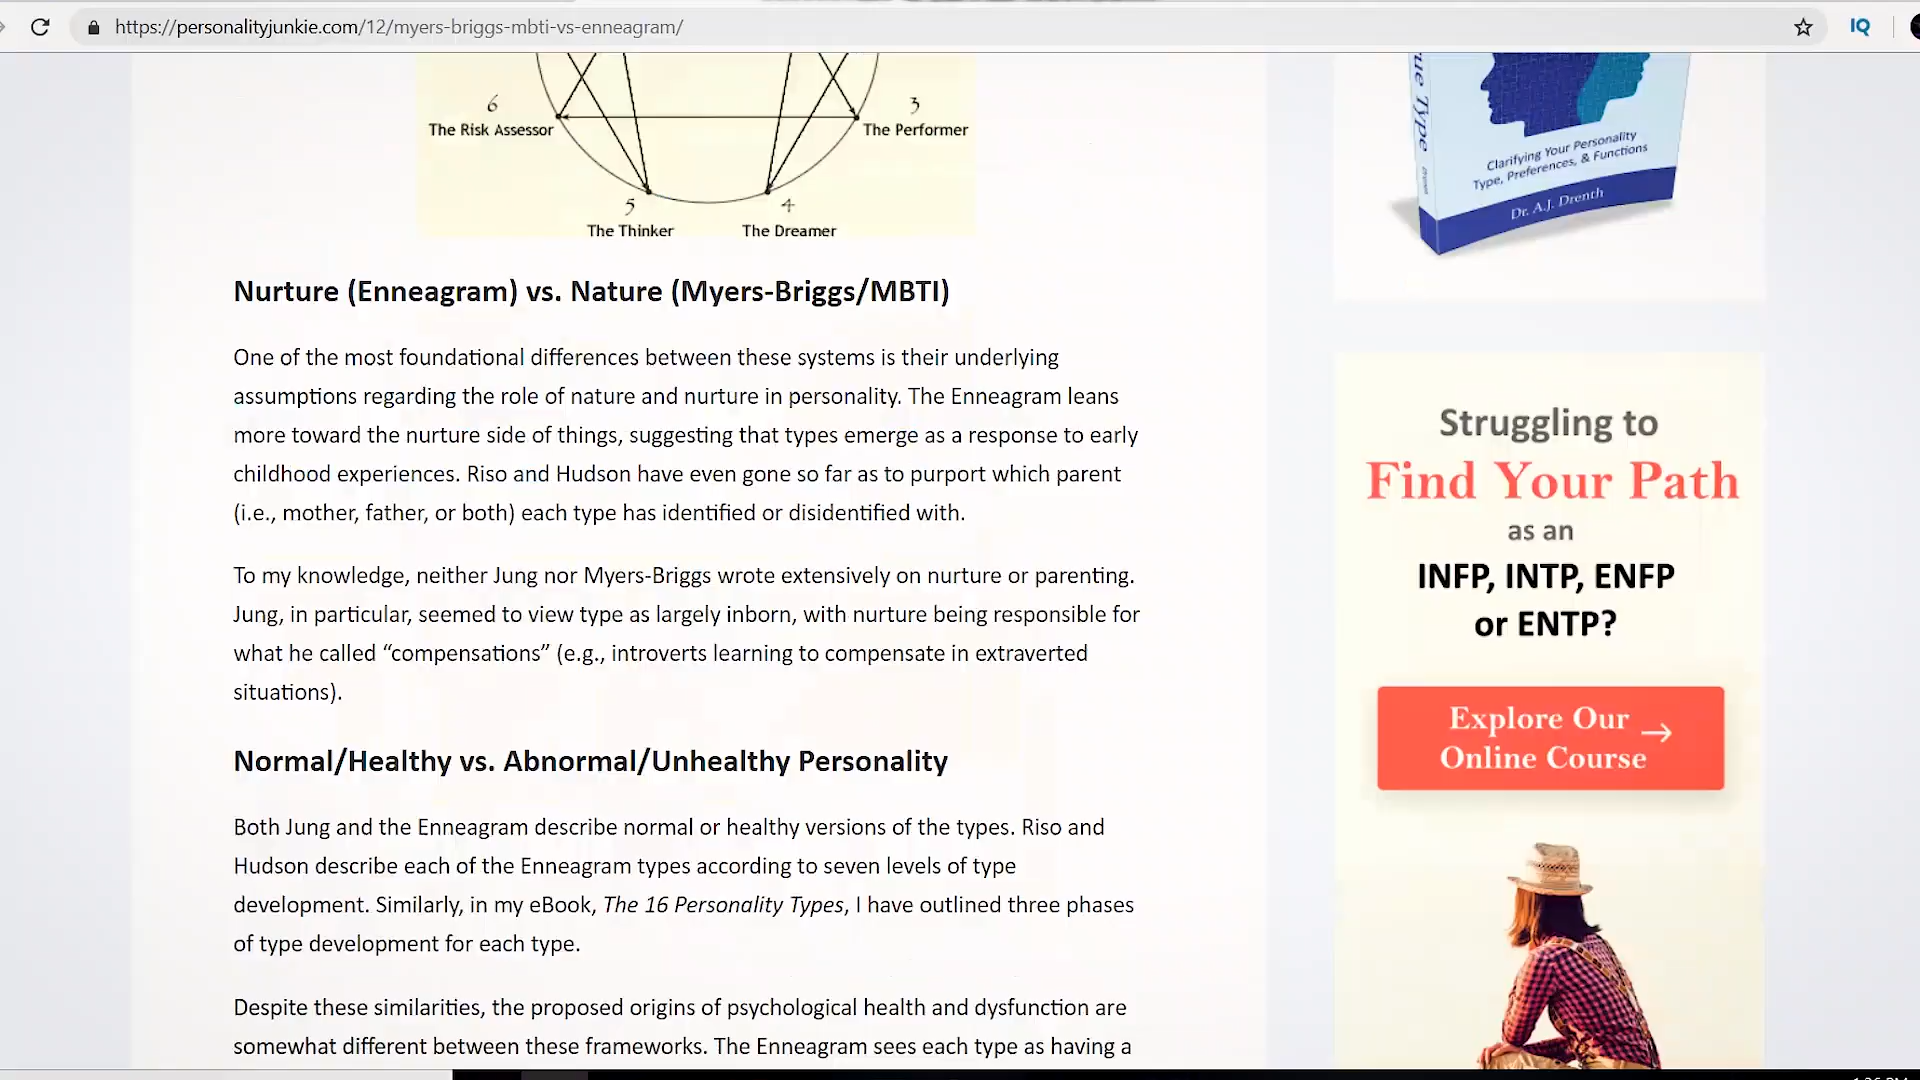 https://personalityjunkie.com/12/myers-briggs-mbti-vs-enneagram/
IQ
6
The Risk Assessor
3
The Performer
5
The Thinker
4
The Dreamer
Nurture (Enneagram) vs. Nature (Myers-Briggs/MBTI)
One of the most foundational differences between these systems is their underlying
assumptions regarding the role of nature and nurture in personality. The Enneagram leans
more toward the nurture side of things, suggesting that types emerge as a response to early
childhood experiences. Riso and Hudson have even gone so far as to purport which parent
(i.e., mother, father, or both) each type has identified or disidentified with.
To my knowledge, neither Jung nor Myers-Briggs wrote extensively on nurture or parenting.
Jung, in particular, seemed to view type as largely inborn, with nurture being responsible for
what he called “compensations” (e.g., introverts learning to compensate in extraverted
situations).
Normal/Healthy vs. Abnormal/Unhealthy Personality
Both Jung and the Enneagram describe normal or healthy versions of the types. Riso and
Hudson describe each of the Enneagram types according to seven levels of type
development. Similarly, in my eBook, The 16 Personality Types, I have outlined three phases
of type development for each type.
Despite these similarities, the proposed origins of psychological health and dysfunction are
somewhat different between these frameworks. The Enneagram sees each type as having a
Type
Clarifying Your Personality
Type, Preferences, & Functions
Dr. A.J. Drenth
Struggling to
Find Your Path
as an
INFP, INTP, ENFP
or ENTP?
Explore Our
Online Course